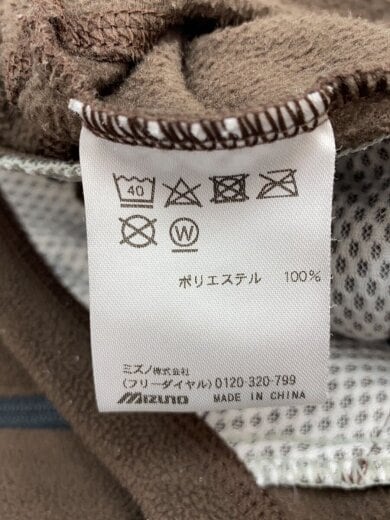 40
W
ポリエステル 100%
ミズノ株式会社
(フリーダイヤル) 0120-320-799
MIZUNO MADE IN CHINA